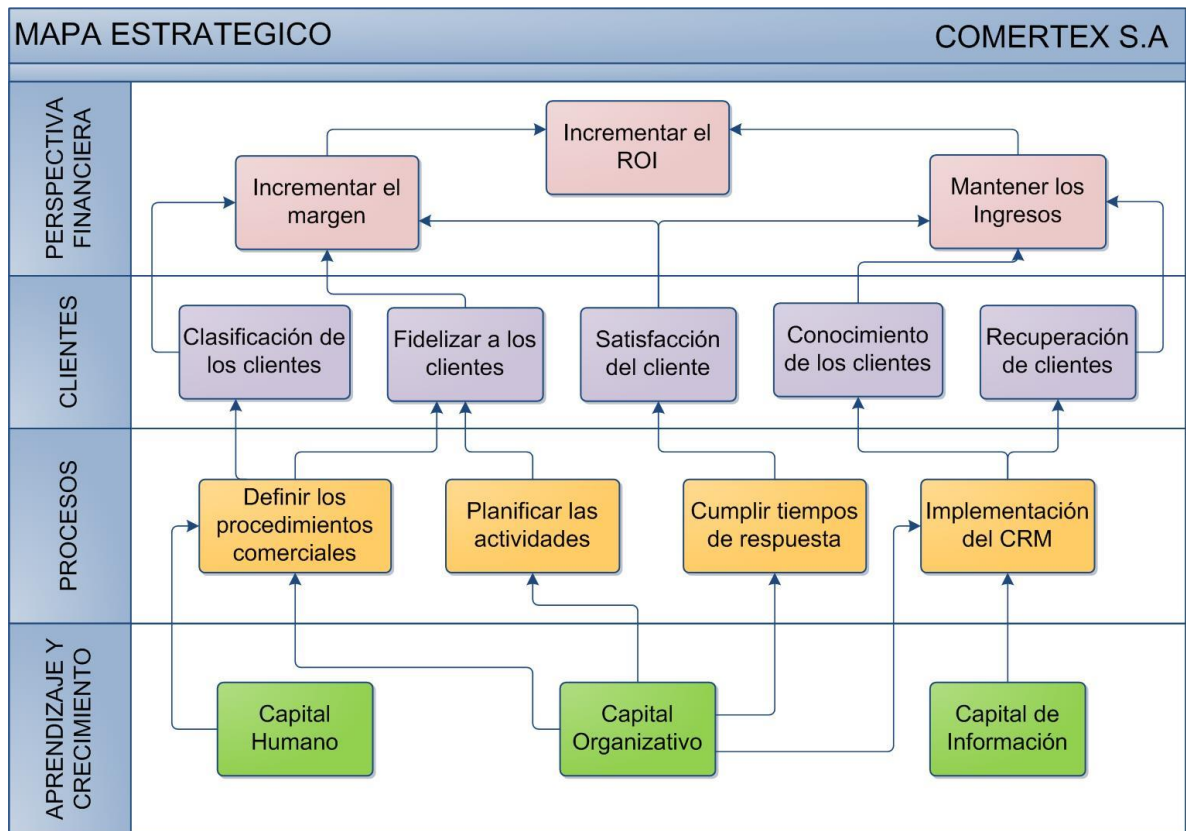 MAPA ESTRATEGICO
COMERTEX S.A
PERSPECTIVA
FINANCIERA
Incrementar el
ROI
Incrementar el
margen
Mantener los
Ingresos
CLIENTES
Clasificación de
los clientes
Fidelizar a los
clientes
Satisfacción
del cliente
Conocimiento
de los clientes
Recuperación
de clientes
PROCESOS
Definir los
procedimientos
comerciales
Planificar las
actividades
Cumplir tiempos
de respuesta
Implementación
del CRM
APRENDIZAJE Y
CRECIMIENTO
Capital
Humano
Capital
Organizativo
Capital de
Información